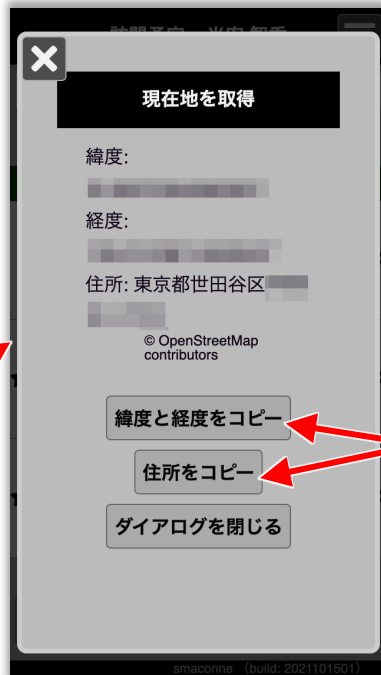 現在地を取得
緯度:
経度:
住所: 東京都世田谷区
© OpenStreetMap
contributors
緯度と経度をコピー
住所をコピー
ダイアログを閉じる
smaconne （build: 2021101501）